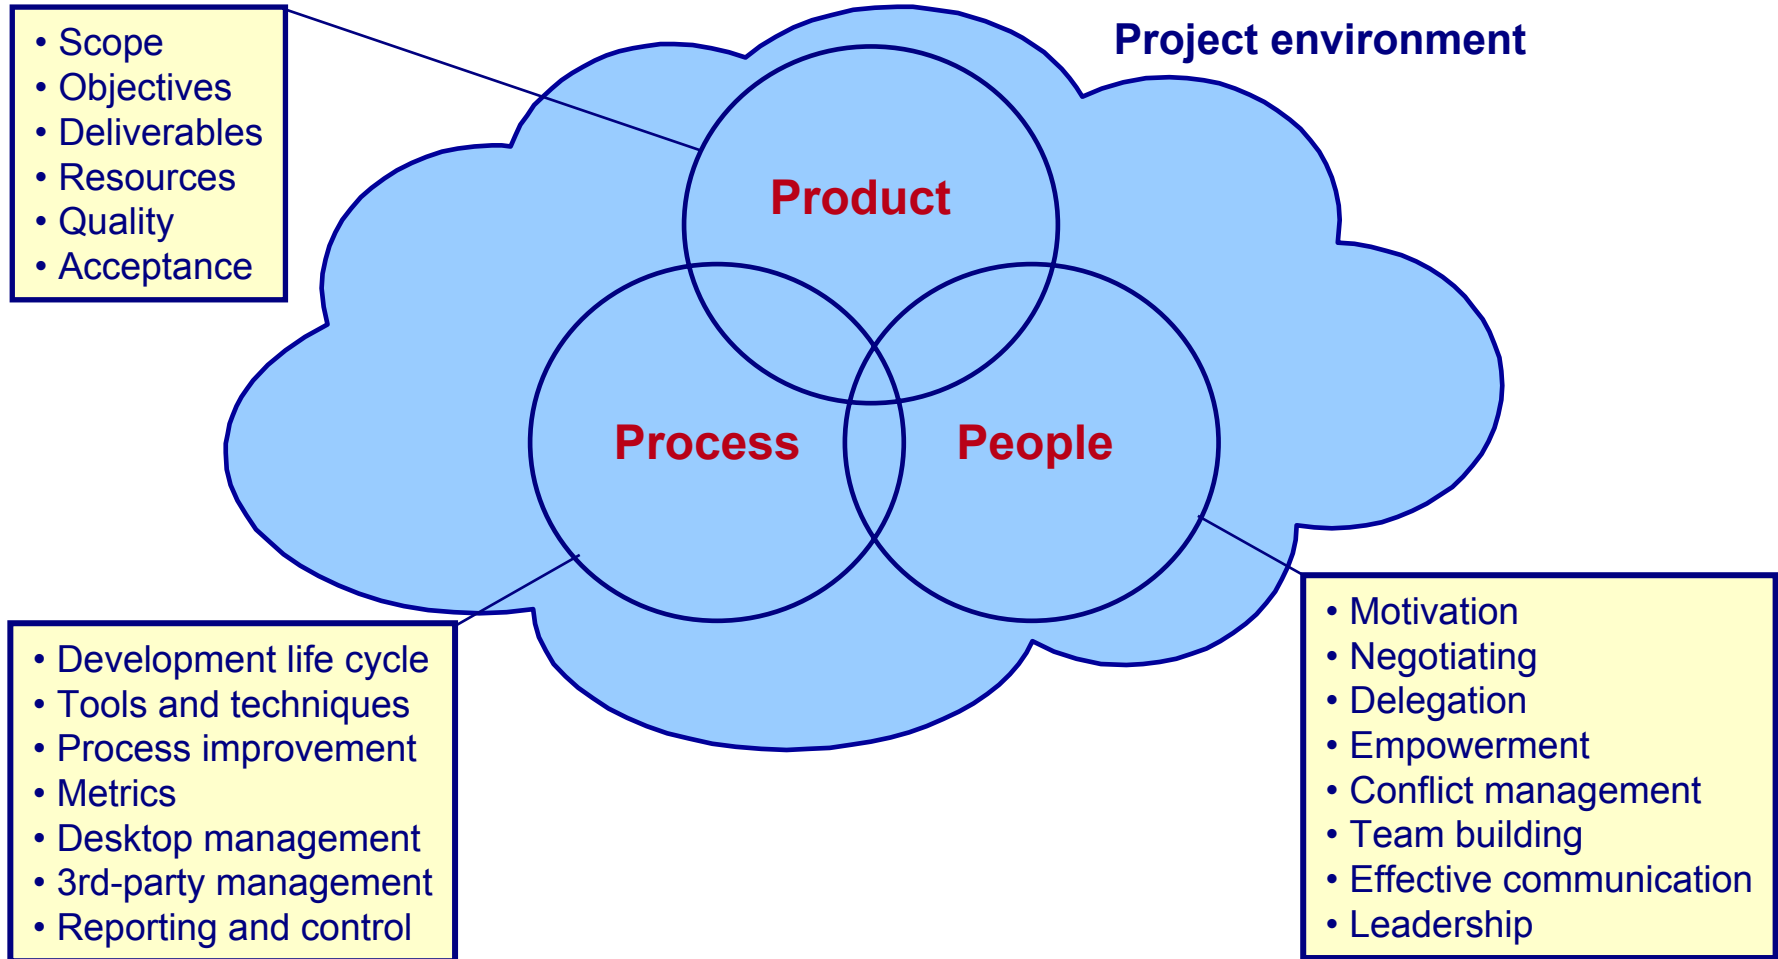 Project environment
• Scope
• Objectives
• Deliverables
• Resources
• Quality
• Acceptance
Product
Process
People
• Development life cycle
• Tools and techniques
• Process improvement
• Metrics
• Desktop management
• 3rd-party management
• Reporting and control
• Motivation
• Negotiating
• Delegation
• Empowerment
• Conflict management
• Team building
• Effective communication
• Leadership